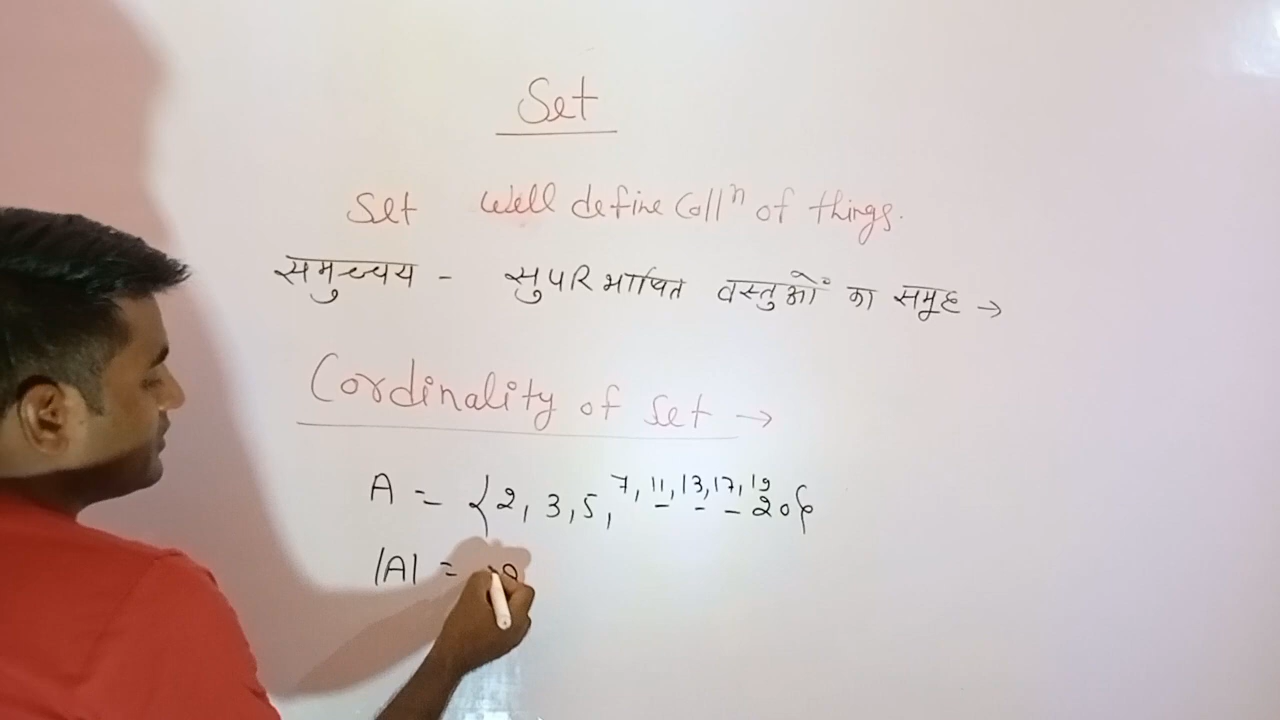 Set
Set well define collⁿ of things.
समुच्चय - सुपरिभाषित वस्तुओं का समूह →
Cordinality of set →
A = {2, 3, 5, 7, 11, 13, 17, 19 - - - 20}
|A| =